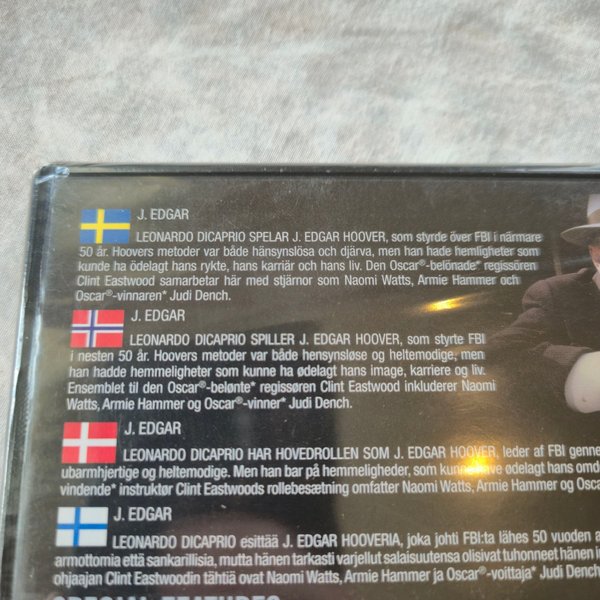 J. EDGAR
LEONARDO DICAPRIO SPELAR J. EDGAR HOOVER, som styrde över FBI i närmare
50 år. Hoovers metoder var både hänsynslösa och djärva, men han hade hemligheter som
kunde ha ödelagt hans rykte, hans karriär och hans liv. Den Oscar®-belönade* regissören
Clint Eastwood samarbetar här med stjärnor som Naomi Watts, Armie Hammer och
Oscar®-vinnaren* Judi Dench.
J. EDGAR
LEONARDO DICAPRIO SPILLER J. EDGAR HOOVER, som styrte FBI
i nesten 50 år. Hoovers metoder var både hensynsløse og heltemodige, men
han hadde hemmeligheter som kunne ha ødelagt hans image, karriere og liv.
Ensemblet til den Oscar®-belønte* regissøren Clint Eastwood inkluderer Naomi
Watts, Armie Hammer og Oscar®-vinner* Judi Dench.
J. EDGAR
LEONARDO DICAPRIO HAR HOVEDROLLEN SOM J. EDGAR HOOVER, leder af FBI genne
ubarmhjertige og heltemodige. Men han bar på hemmeligheder, som kunne have ødelagt hans omd
vindende* instruktør Clint Eastwoods rollebesætning omfatter Naomi Watts, Armie Hammer og Osca
J. EDGAR
LEONARDO DICAPRIO esittää J. EDGAR HOOVERIA, joka johti FBI:ta lähes 50 vuoden a
armottomia että sankarillisia, mutta hänen tarkasti varjellut salaisuutensa olisivat tuhonneet hänen i
ohjaajan Clint Eastwoodin tähtiä ovat Naomi Watts, Armie Hammer ja Oscar®-voittaja* Judi Dench
SPECIAL FEATURES